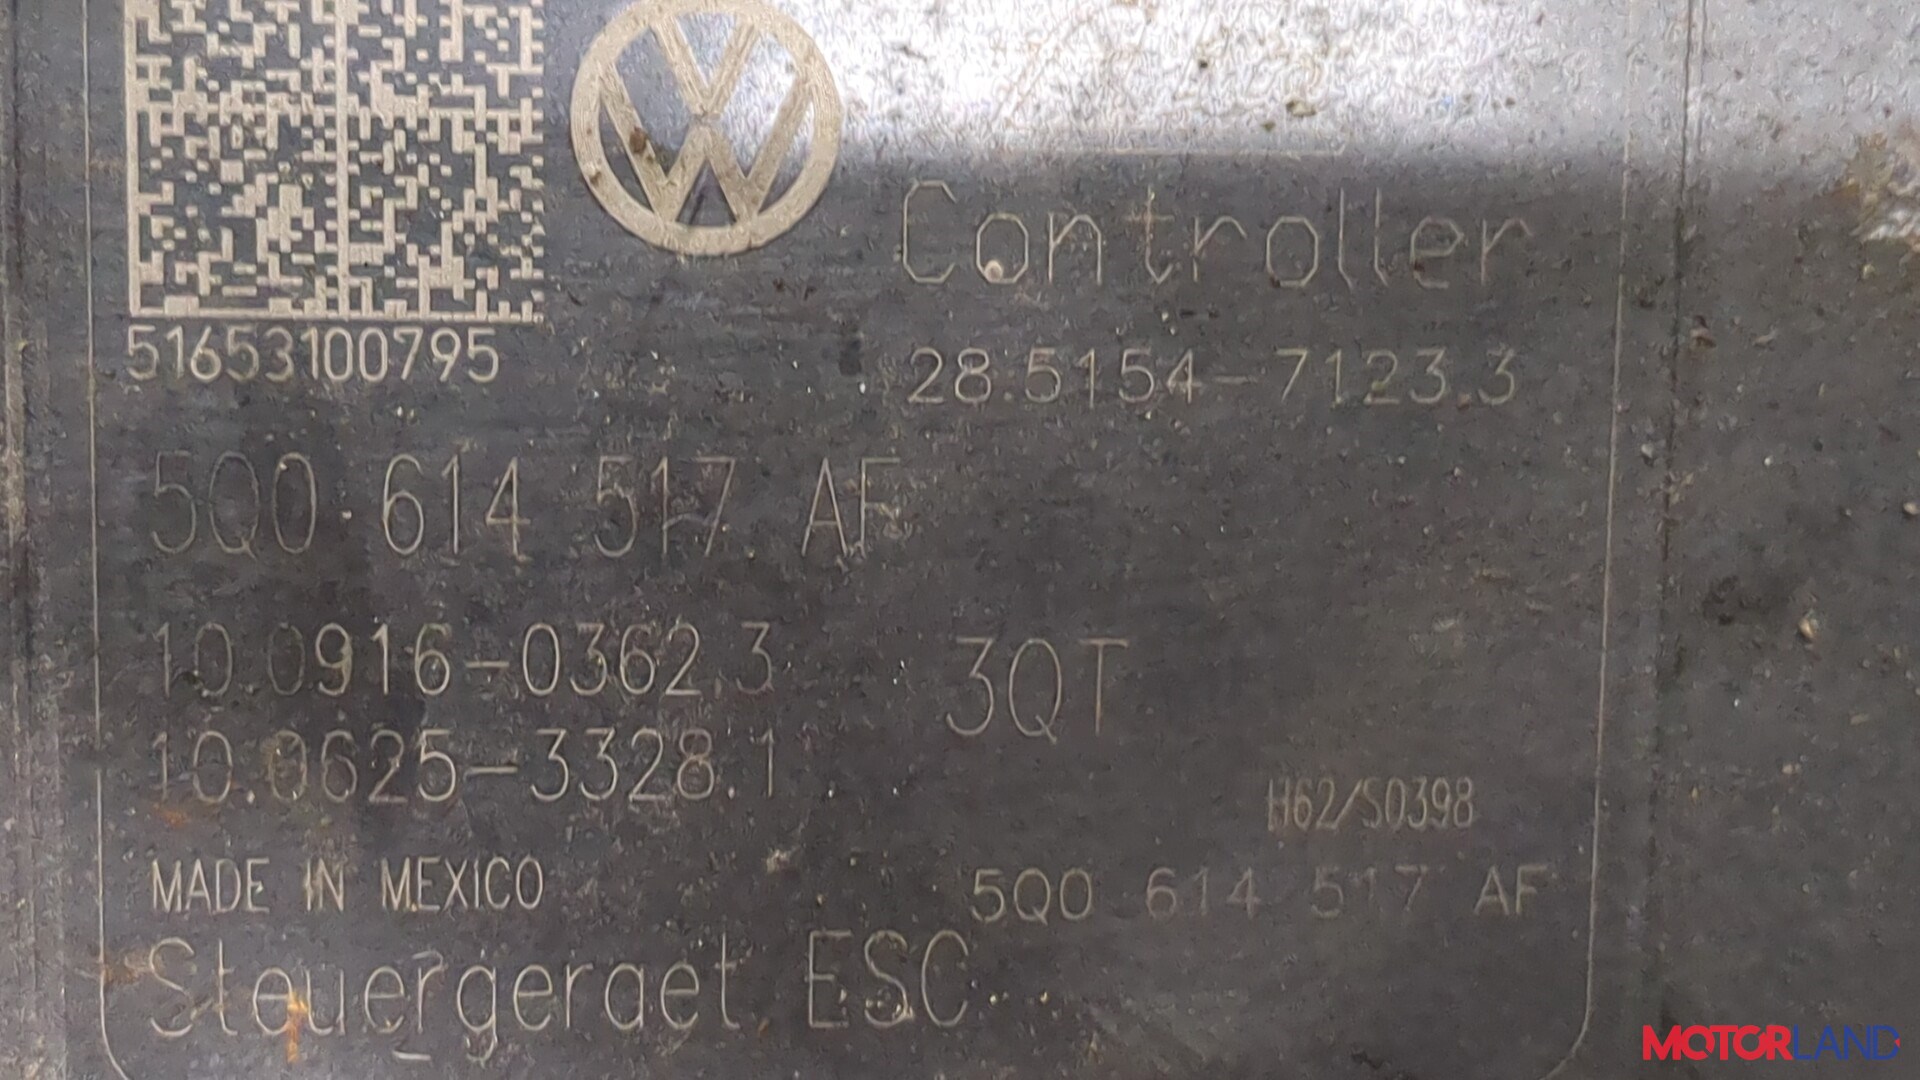 Controller
51653100795
28.5154-7123.3
5Q0 614 517 AF
10.0916-0362.3
3QT
10.0625-3328.1
H62/S0398
MADE IN MEXICO
5Q0 614 517 AF
Steuergeraet ESC
MOTORLAND